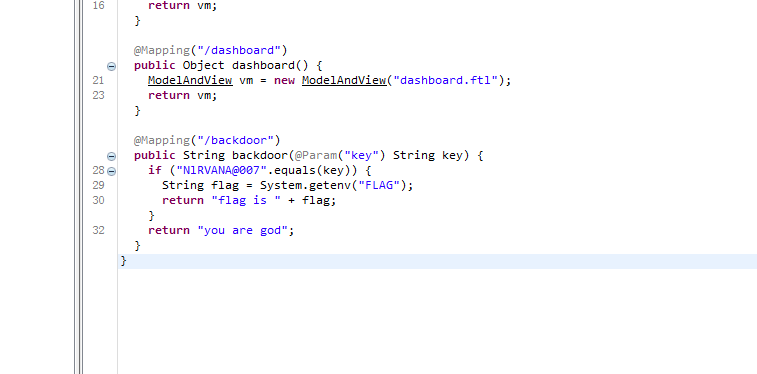 16 return vm;
}
@Mapping("/dashboard")
public Object dashboard() {
21 ModelAndView vm = new ModelAndView("dashboard.ftl");
23 return vm;
}
@Mapping("/backdoor")
public String backdoor(@Param("key") String key) {
28 if ("N1RVANA@007".equals(key)) {
29 String flag = System.getenv("FLAG");
30 return "flag is " + flag;
}
32 return "you are god";
}
}